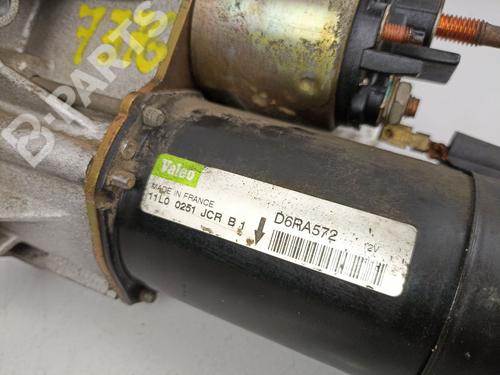 B-PARTS
Valeo
MADE IN FRANCE
11L0 0251 JCR B 1
D6RA572
12V